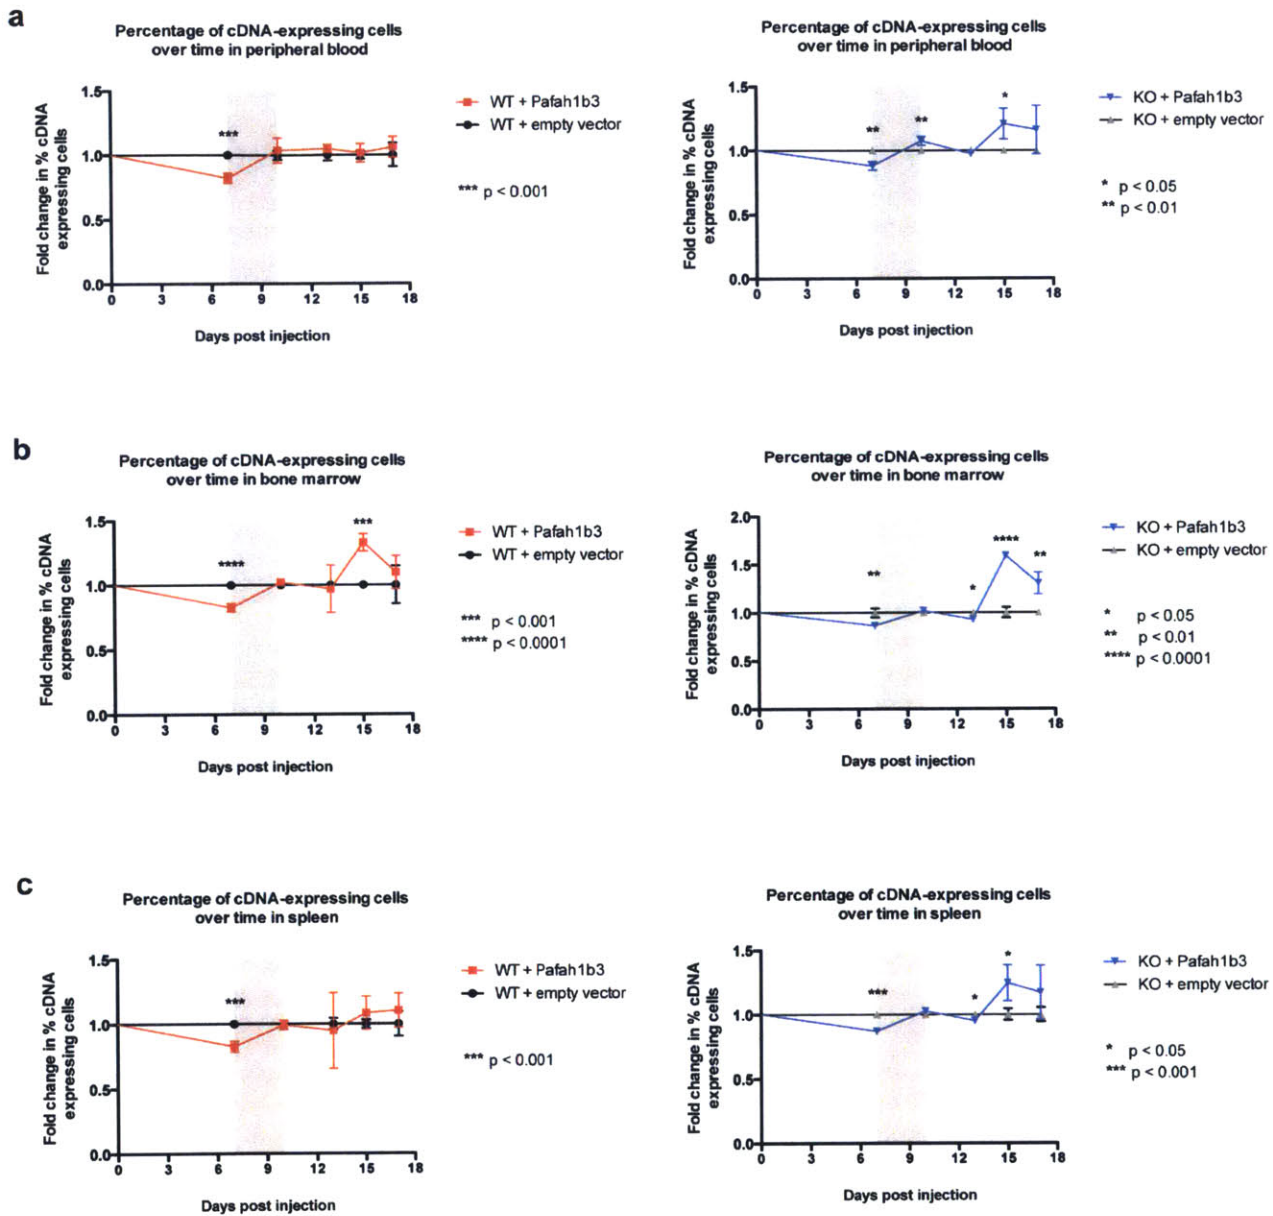 a
Percentage of cDNA-expressing cells
over time in peripheral blood
Fold change in % cDNA
expressing cells
1.5
1.0
0.5
0.0
***
0 3 6 9 12 15 18
Days post injection
WT + Pafah1b3
WT + empty vector
*** p < 0.001
Percentage of cDNA-expressing cells
over time in peripheral blood
Fold change in % cDNA
expressing cells
1.5
1.0
0.5
0.0
** ** *
0 3 6 9 12 15 18
Days post injection
KO + Pafah1b3
KO + empty vector
* p < 0.05
** p < 0.01
b
Percentage of cDNA-expressing cells
over time in bone marrow
Fold change in % cDNA
expressing cells
1.5
1.0
0.5
0.0
**** ***
0 3 6 9 12 15 18
Days post injection
WT + Pafah1b3
WT + empty vector
*** p < 0.001
**** p < 0.0001
Percentage of cDNA-expressing cells
over time in bone marrow
Fold change in % cDNA
expressing cells
2.0
1.5
1.0
0.5
0.0
** * **** **
0 3 6 9 12 15 18
Days post injection
KO + Pafah1b3
KO + empty vector
* p < 0.05
** p < 0.01
**** p < 0.0001
c
Percentage of cDNA-expressing cells
over time in spleen
Fold change in % cDNA
expressing cells
1.5
1.0
0.5
0.0
***
0 3 6 9 12 15 18
Days post injection
WT + Pafah1b3
WT + empty vector
*** p < 0.001
Percentage of cDNA-expressing cells
over time in spleen
Fold change in % cDNA
expressing cells
1.5
1.0
0.5
0.0
*** * *
0 3 6 9 12 15 18
Days post injection
KO + Pafah1b3
KO + empty vector
* p < 0.05
*** p < 0.001